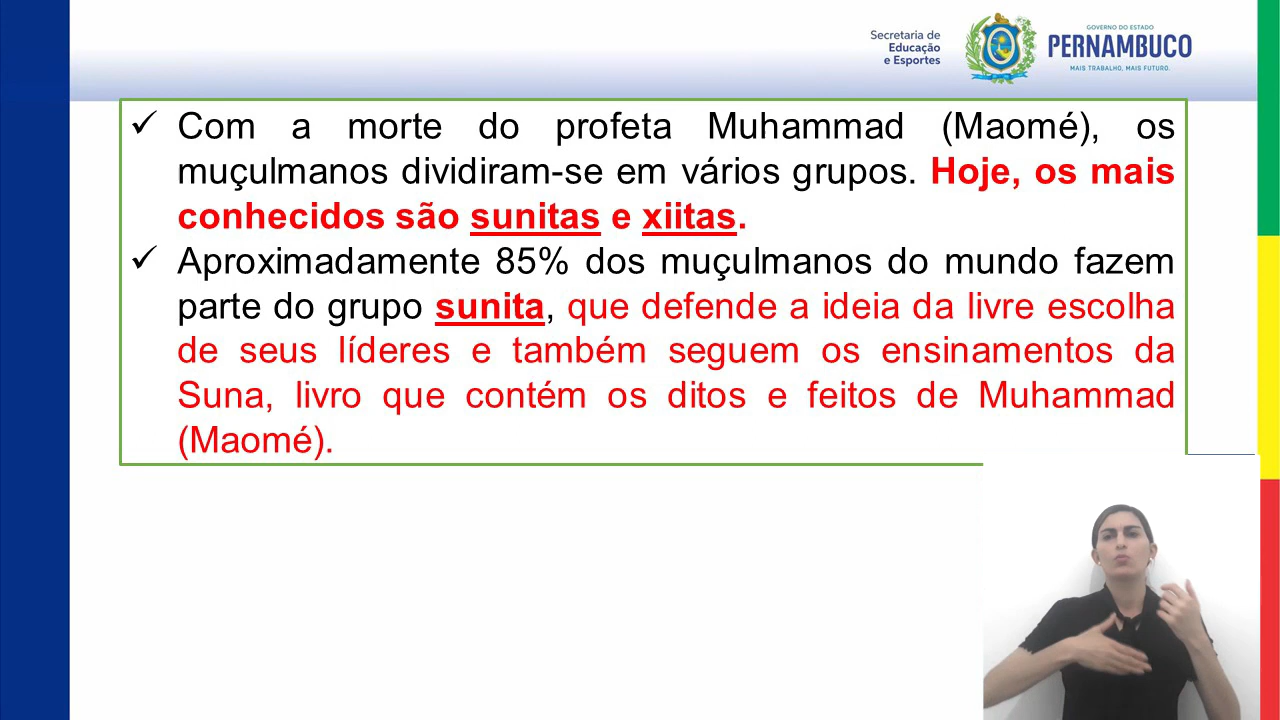 Secretaria de
Educação
e Esportes
GOVERNO DO ESTADO
PERNAMBUCO
MAIS TRABALHO, MAIS FUTURO.
✓ Com a morte do profeta Muhammad (Maomé), os
muçulmanos dividiram-se em vários grupos. Hoje, os mais
conhecidos são sunitas e xiitas.
✓ Aproximadamente 85% dos muçulmanos do mundo fazem
parte do grupo sunita, que defende a ideia da livre escolha
de seus líderes e também seguem os ensinamentos da
Suna, livro que contém os ditos e feitos de Muhammad
(Maomé).